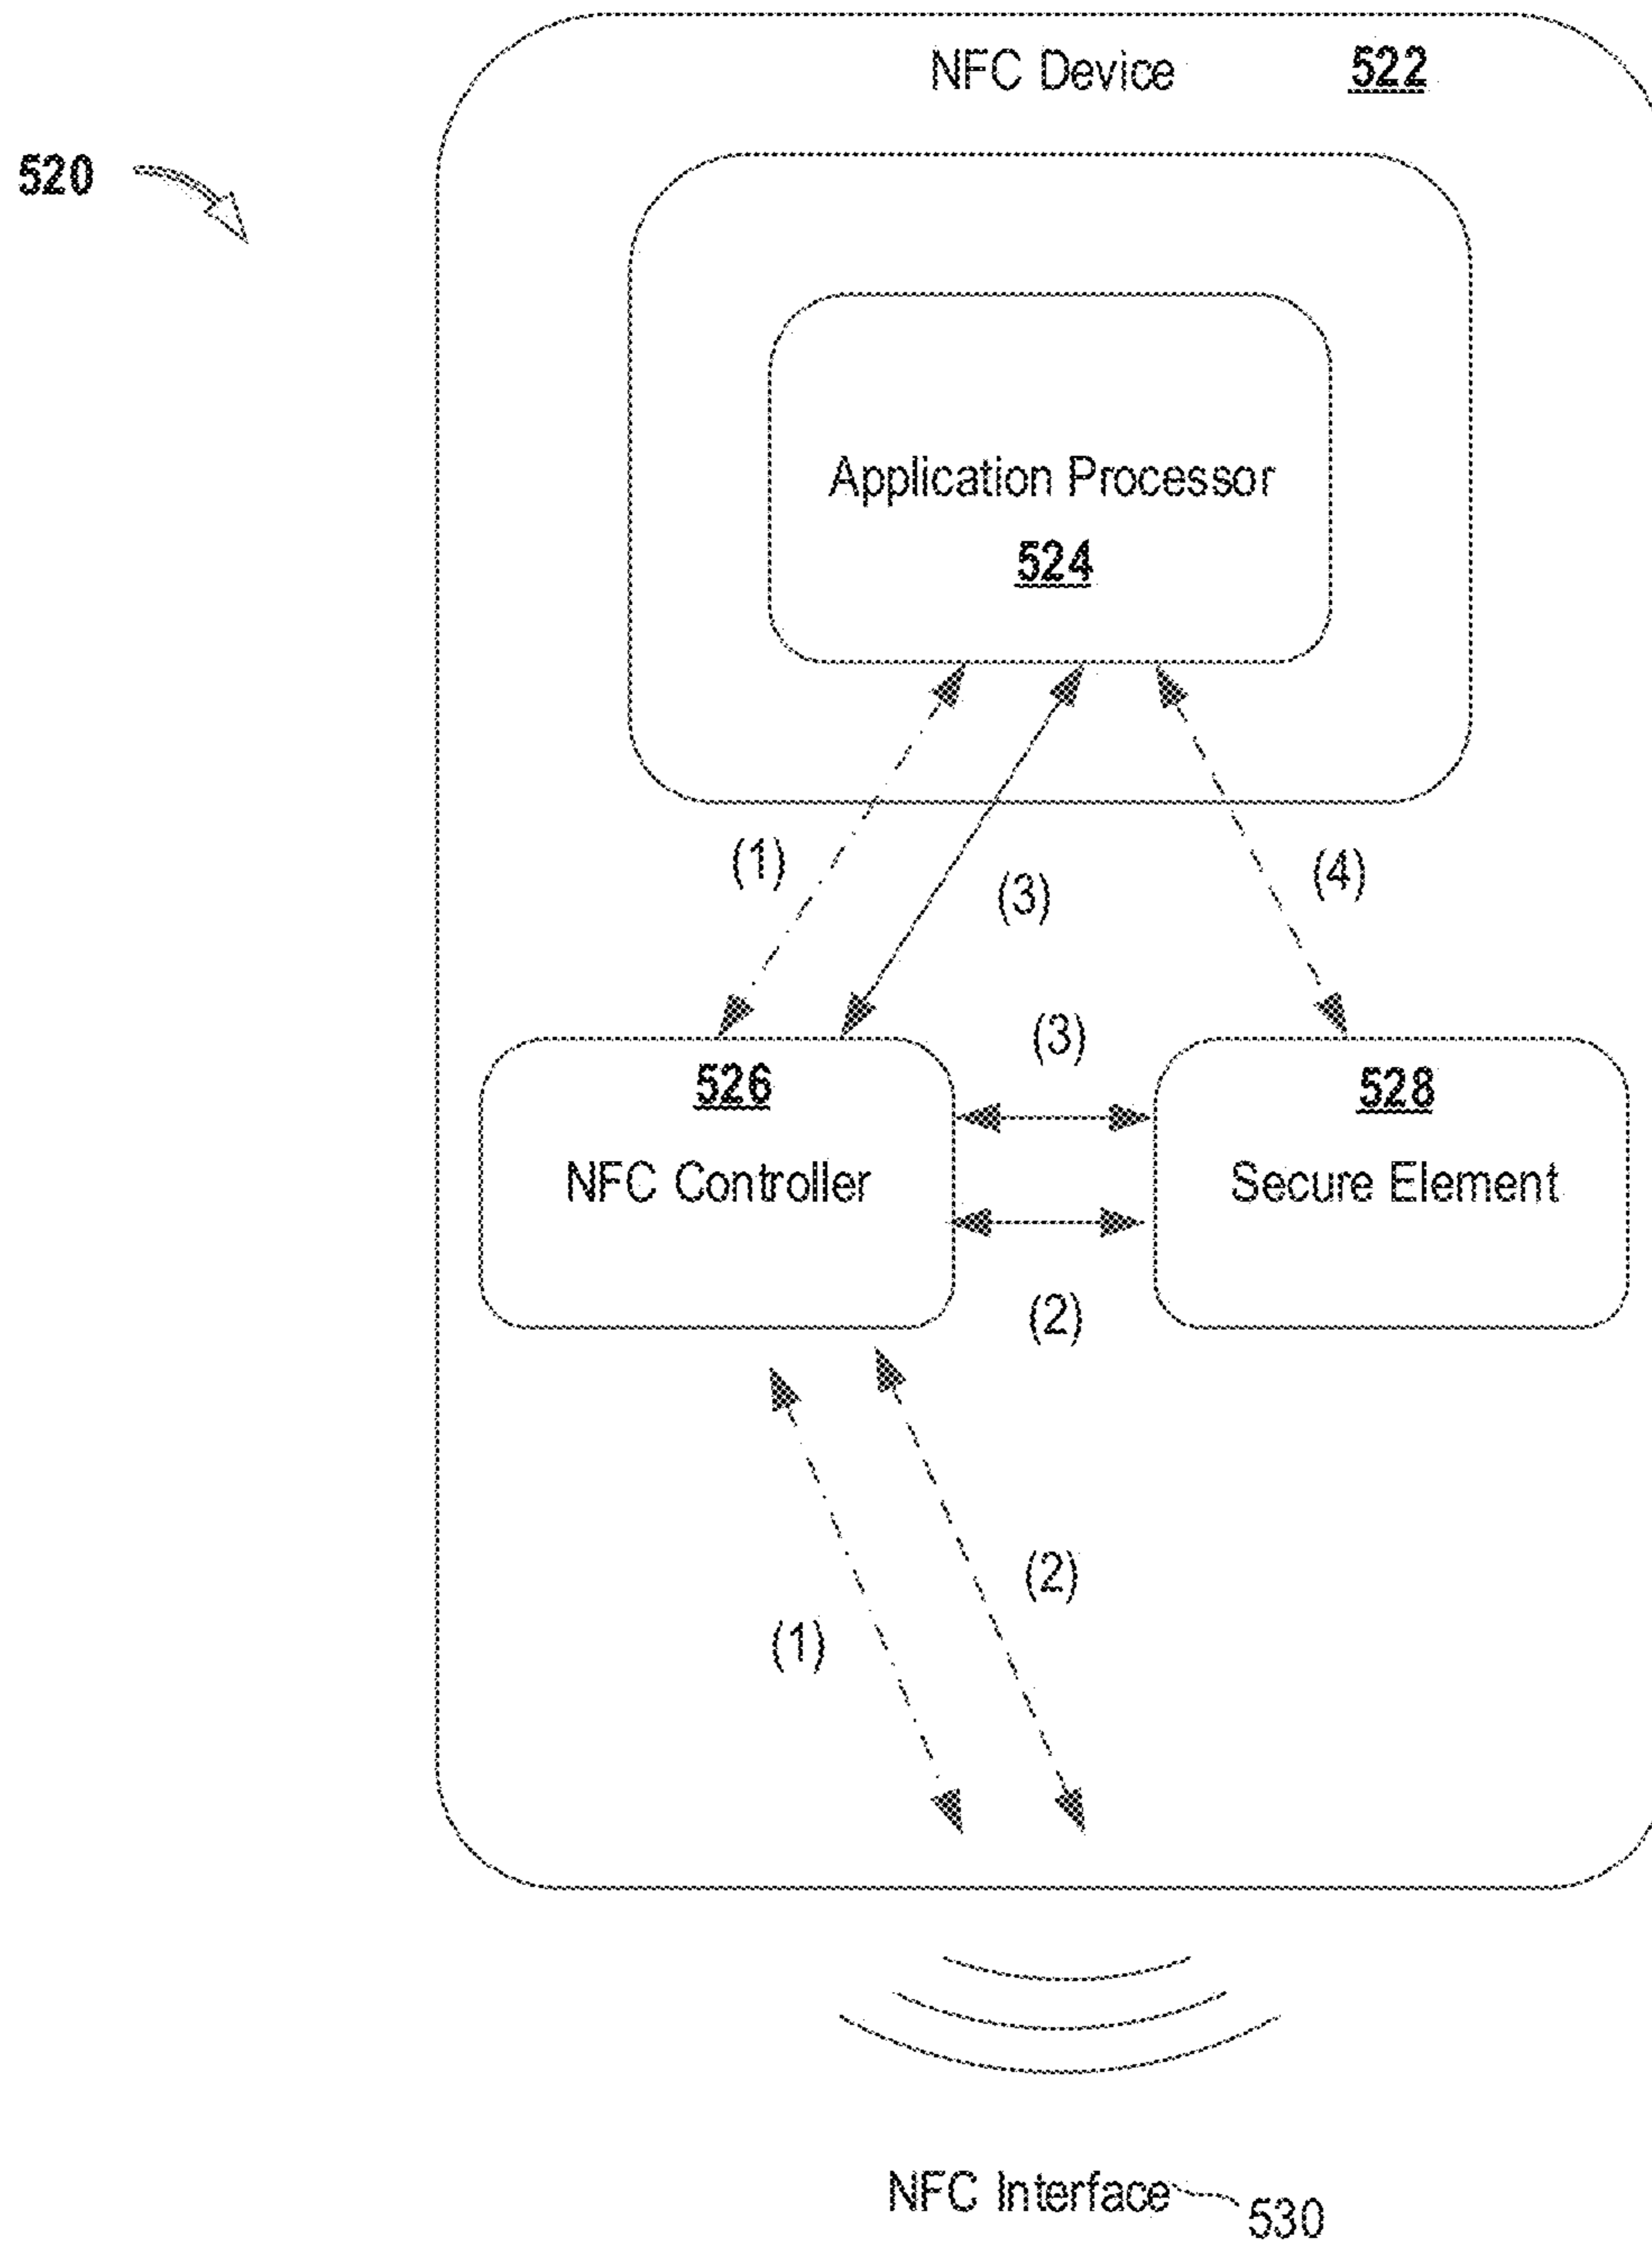 NFC Device 522
520
Application Processor
524
(1)
(3)
(4)
(3)
526
NFC Controller
528
Secure Element
(2)
(2)
(1)
NFC Interface 530